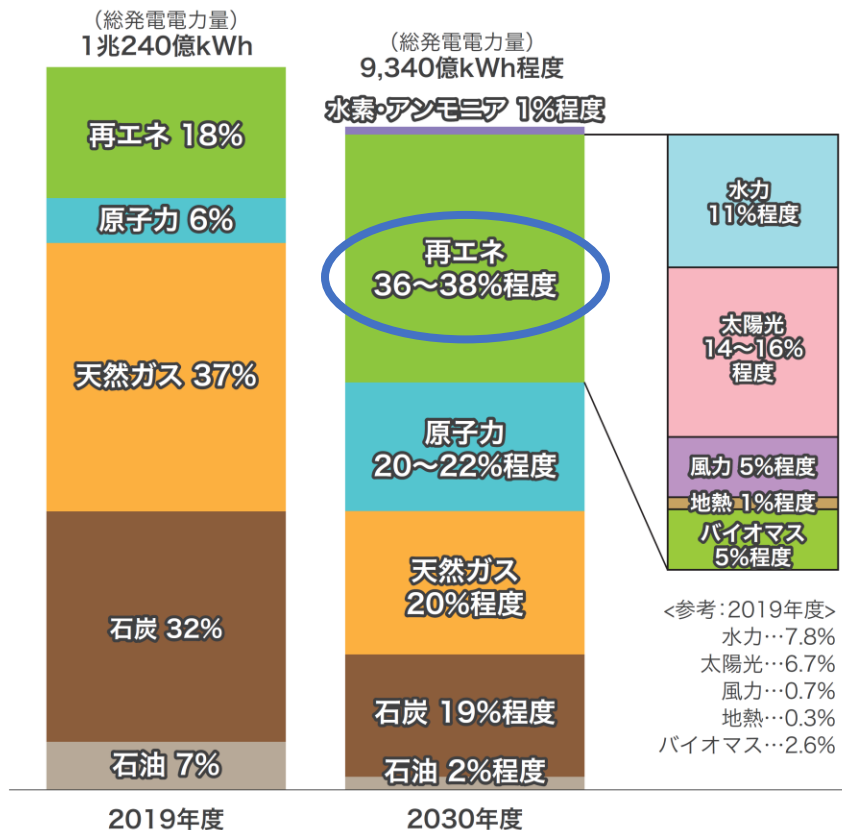 （総発電電力量）
1兆240億kWh
再エネ 18%
原子力 6%
天然ガス 37%
石炭 32%
石油 7%
2019年度
（総発電電力量）
9,340億kWh程度
水素・アンモニア 1%程度
再エネ
36〜38%程度
原子力
20〜22%程度
天然ガス
20%程度
石炭 19%程度
石油 2%程度
2030年度
水力
11%程度
太陽光
14〜16%
程度
風力 5%程度
地熱 1%程度
バイオマス
5%程度
<参考：2019年度>
水力…7.8%
太陽光…6.7%
風力…0.7%
地熱…0.3%
バイオマス…2.6%